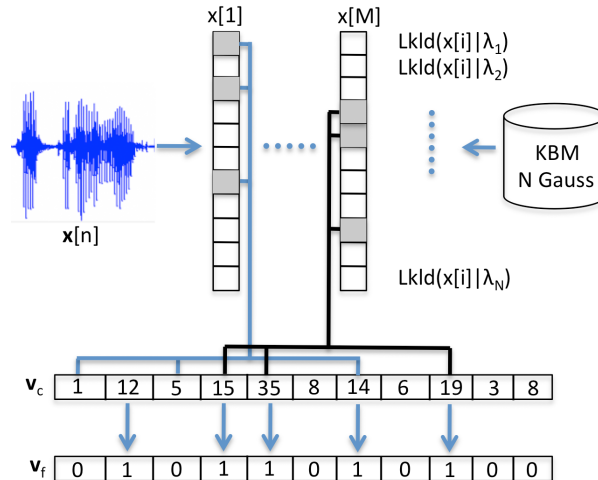 x[1] x[M]
Lkld(x[i]|λ₁)
Lkld(x[i]|λ₂)
KBM
N Gauss
x[n]
Lkld(x[i]|λN)
vc 1 12 5 15 35 8 14 6 19 3 8
vf 0 1 0 1 1 0 1 0 1 0 0